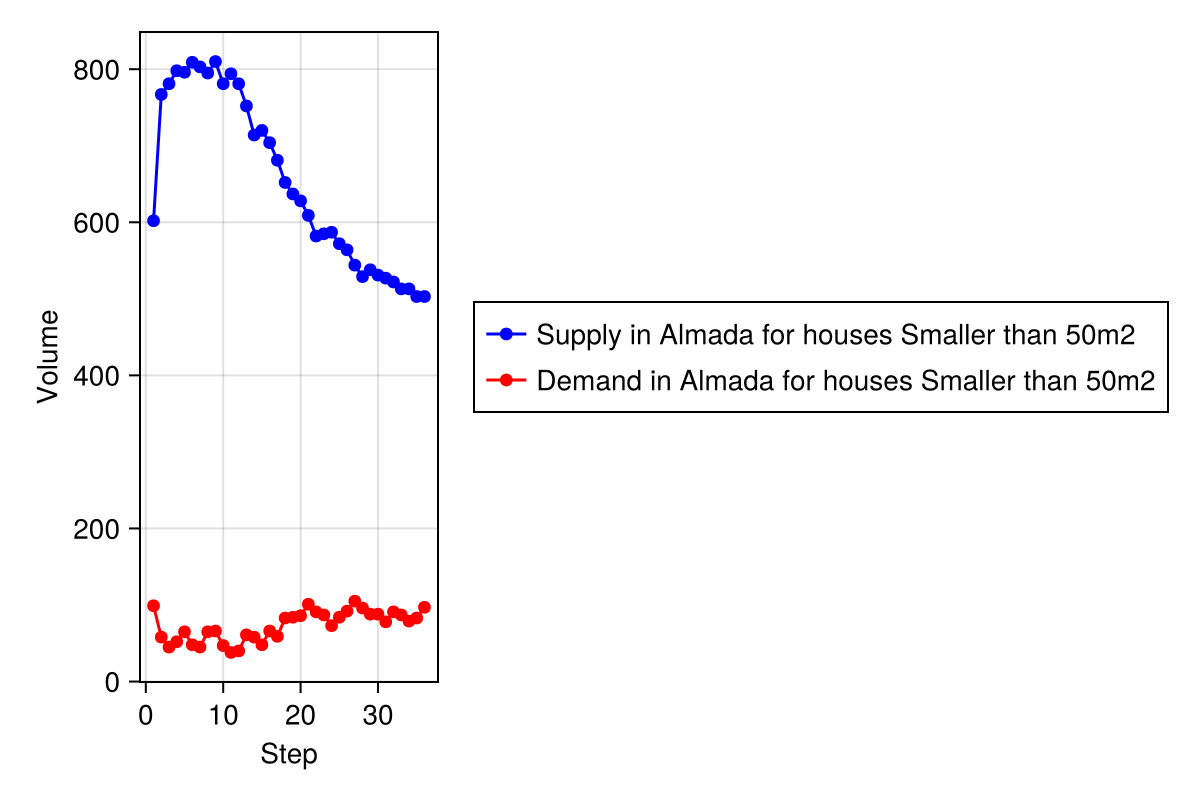 800
600
400
200
0
Volume
0 10 20 30
Step
Supply in Almada for houses Smaller than 50m2
Demand in Almada for houses Smaller than 50m2